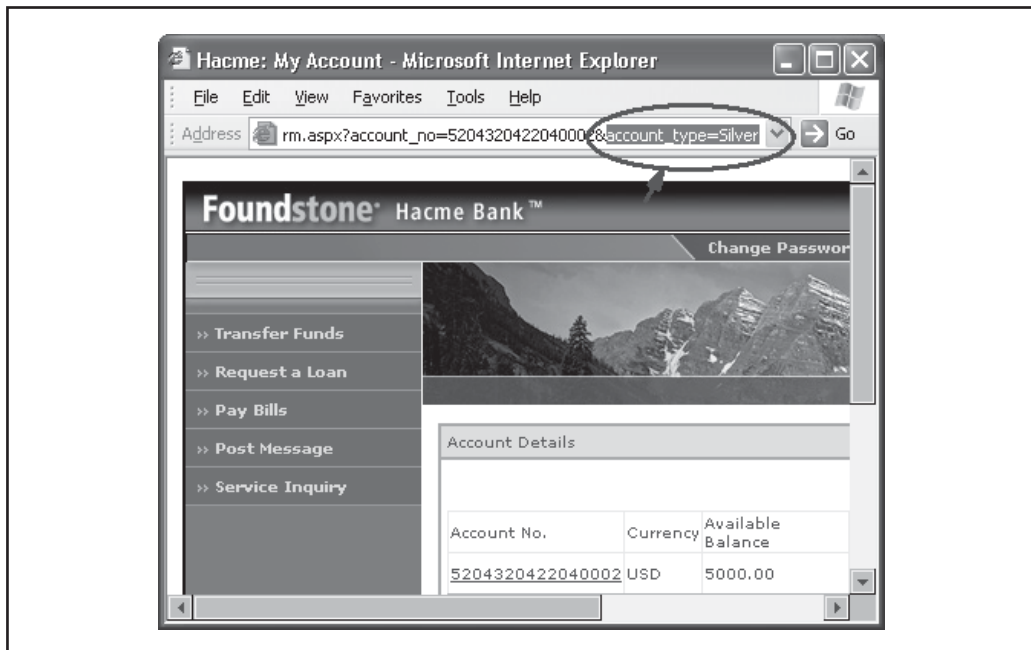 Hacme: My Account - Microsoft Internet Explorer
File Edit View Favorites Tools Help
Address rm.aspx?account_no=5204320422040002&account_type=Silver Go
Foundstone Hacme Bank™
Change Passwor
›› Transfer Funds
›› Request a Loan
›› Pay Bills
›› Post Message
›› Service Inquiry
Account Details
Account No. Currency Available Balance
5204320422040002 USD 5000.00